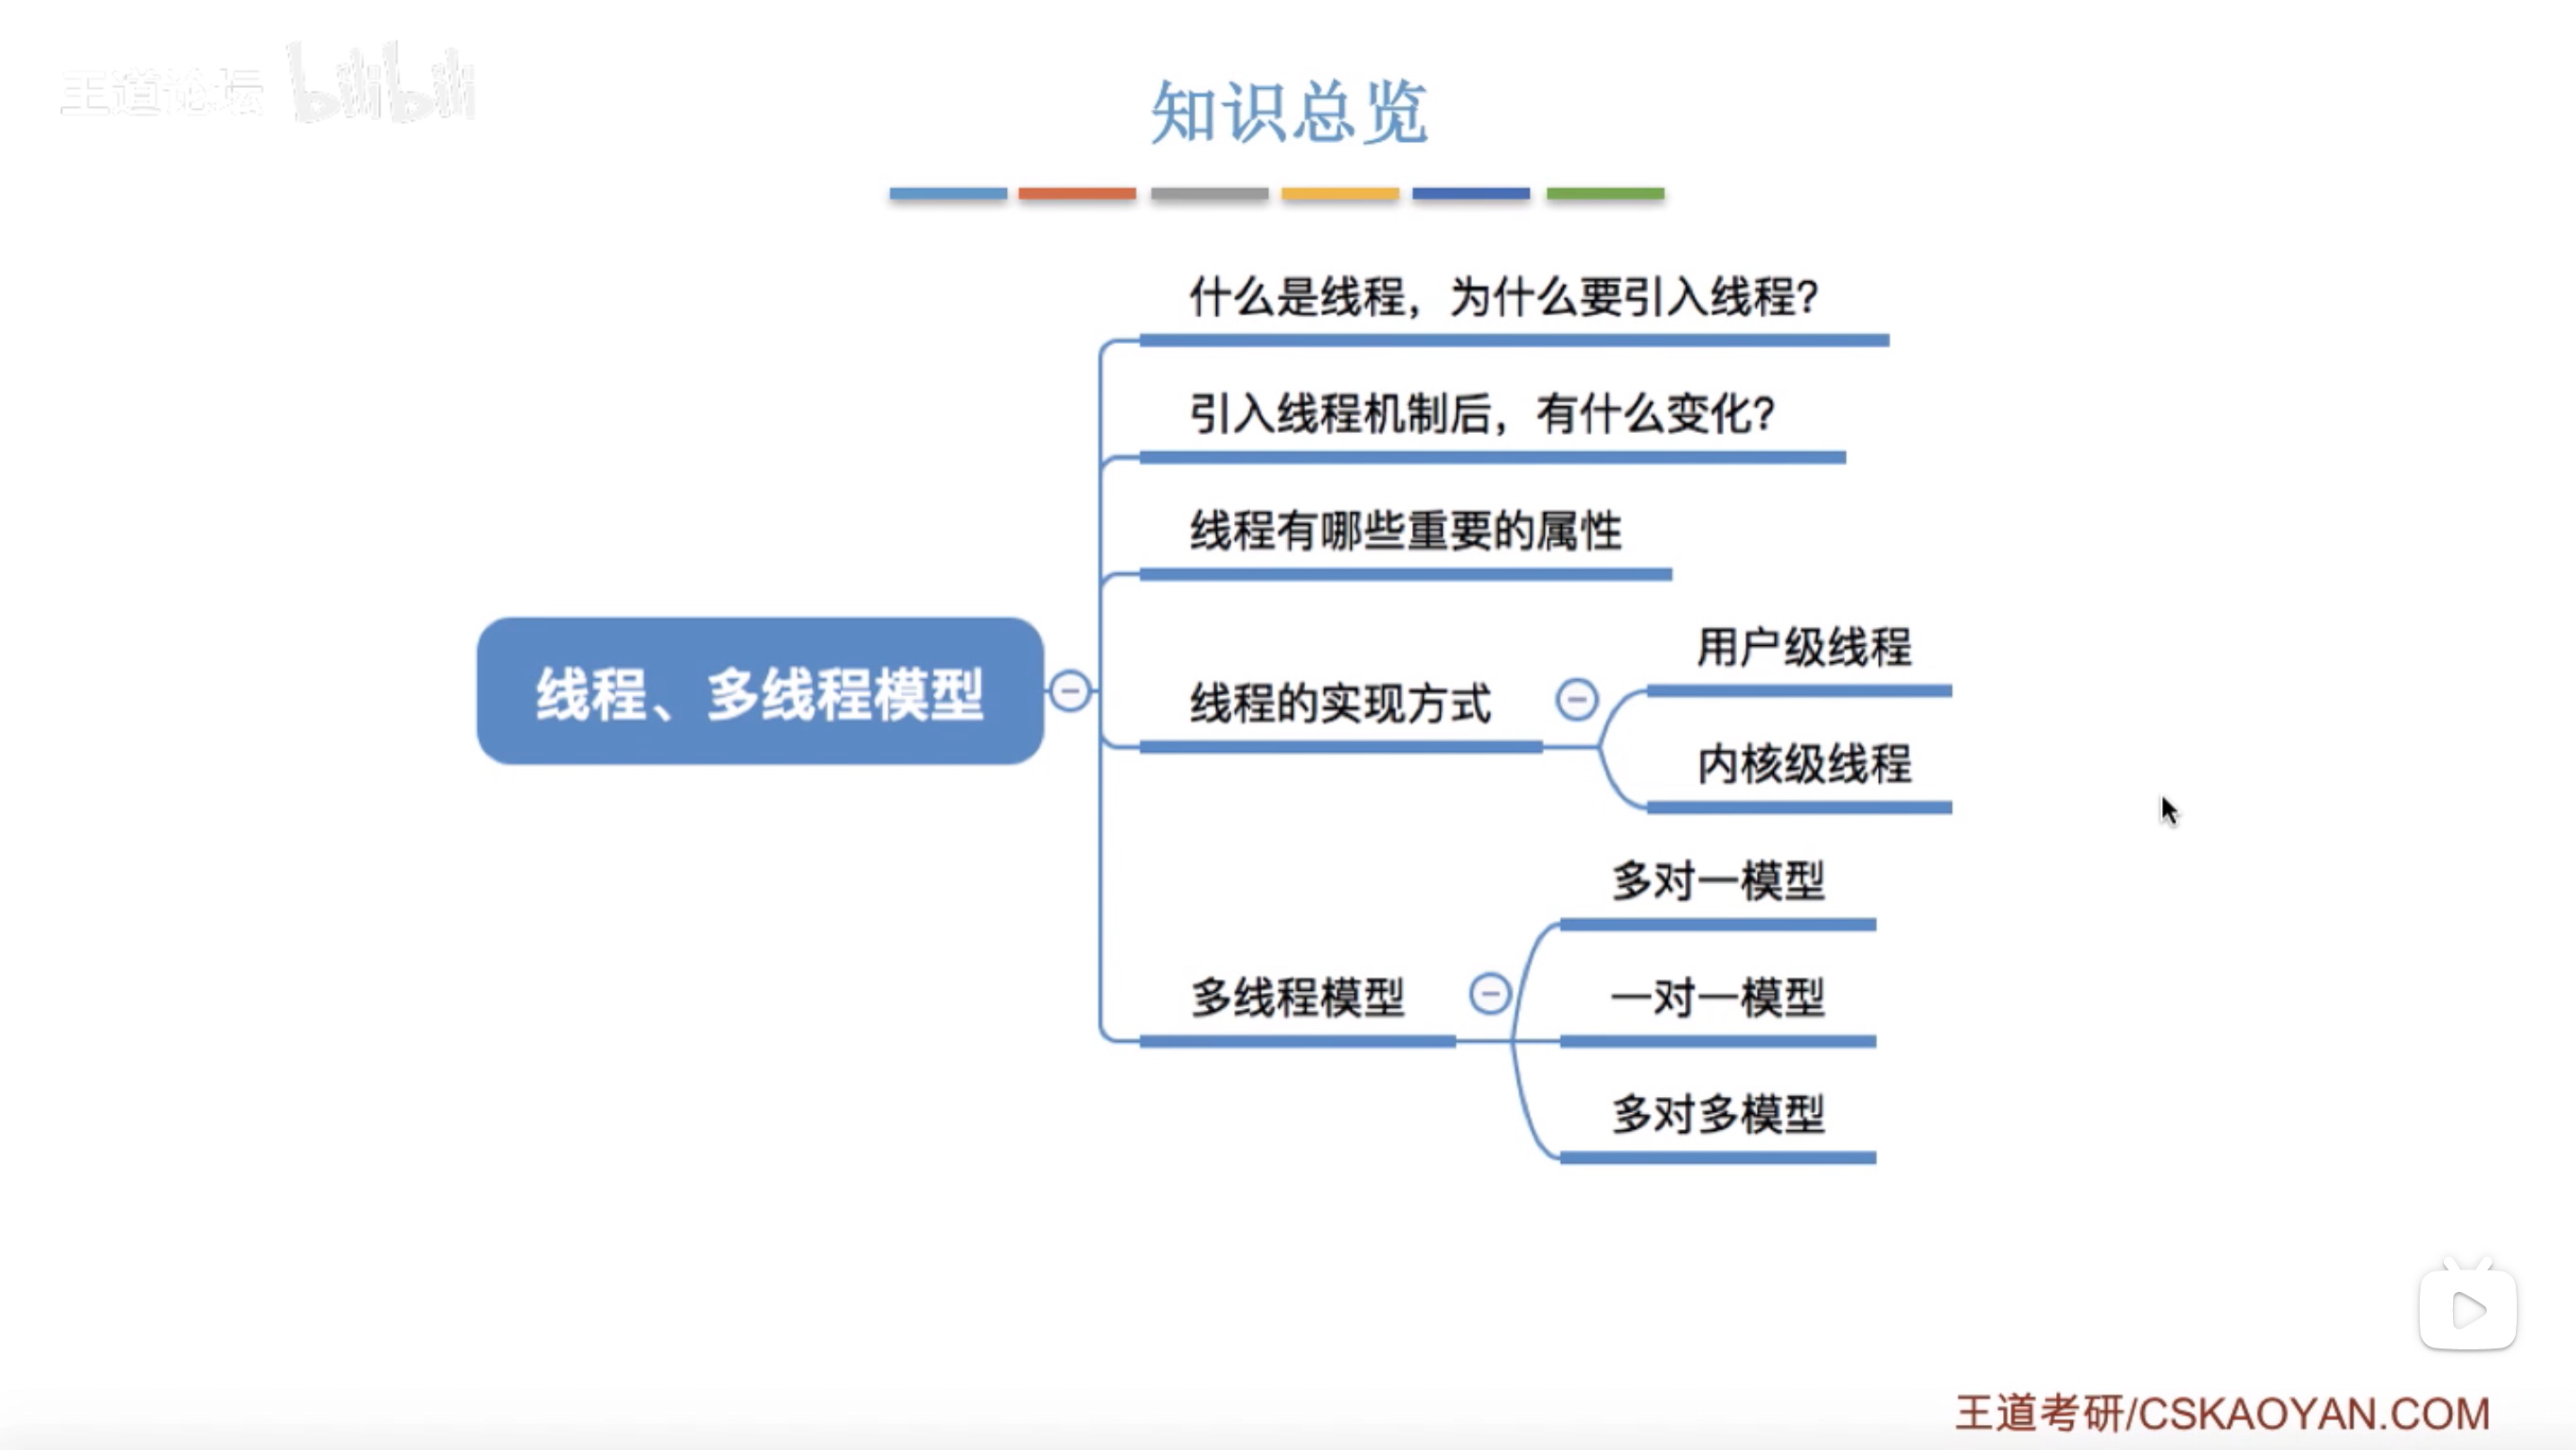 王道论坛 bilibili
知识总览
什么是线程，为什么要引入线程？
引入线程机制后，有什么变化？
线程有哪些重要的属性
线程、多线程模型
线程的实现方式
用户级线程
内核级线程
多线程模型
多对一模型
一对一模型
多对多模型
王道考研/CSKAOYAN.COM